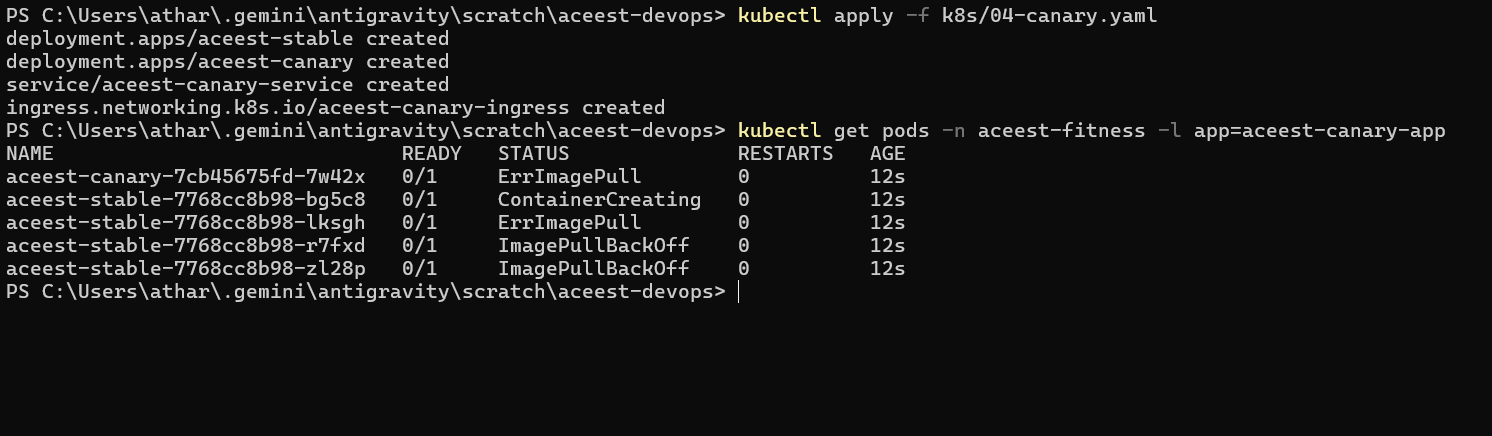 PS C:\Users\athar\.gemini\antigravity\scratch\aceest-devops> kubectl apply -f k8s/04-canary.yaml
deployment.apps/aceest-stable created
deployment.apps/aceest-canary created
service/aceest-canary-service created
ingress.networking.k8s.io/aceest-canary-ingress created
PS C:\Users\athar\.gemini\antigravity\scratch\aceest-devops> kubectl get pods -n aceest-fitness -l app=aceest-canary-app
NAME                             READY   STATUS              RESTARTS   AGE
aceest-canary-7cb45675fd-7w42x   0/1     ErrImagePull        0          12s
aceest-stable-7768cc8b98-bg5c8   0/1     ContainerCreating   0          12s
aceest-stable-7768cc8b98-lksgh   0/1     ErrImagePull        0          12s
aceest-stable-7768cc8b98-r7fxd   0/1     ImagePullBackOff    0          12s
aceest-stable-7768cc8b98-zl28p   0/1     ImagePullBackOff    0          12s
PS C:\Users\athar\.gemini\antigravity\scratch\aceest-devops>